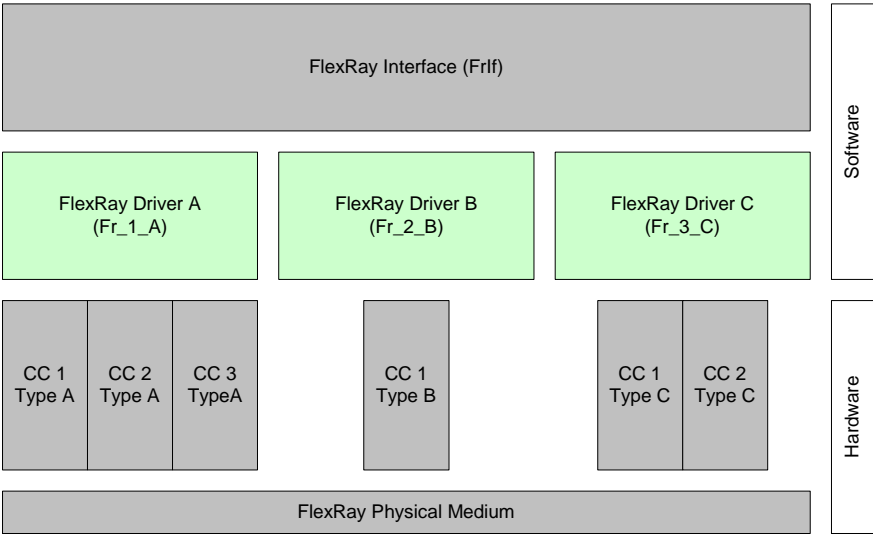 FlexRay Interface (FrIf)
Software
FlexRay Driver A
(Fr_1_A)
FlexRay Driver B
(Fr_2_B)
FlexRay Driver C
(Fr_3_C)
CC 1
Type A
CC 2
Type A
CC 3
TypeA
CC 1
Type B
CC 1
Type C
CC 2
Type C
Hardware
FlexRay Physical Medium